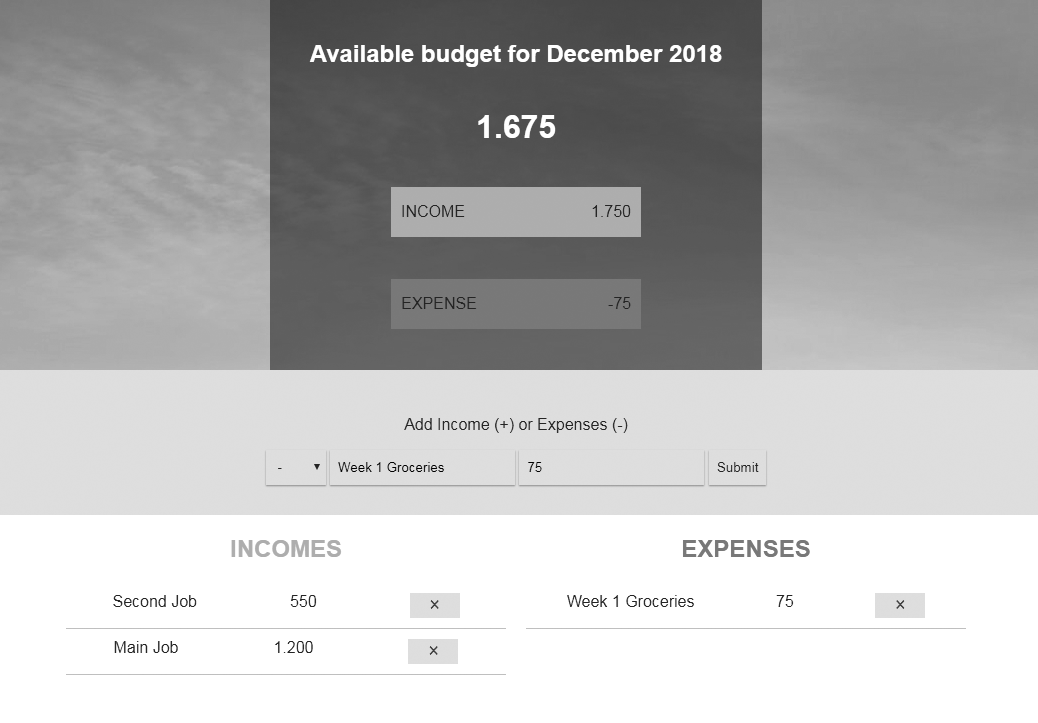 Available budget for December 2018
1.675
INCOME 1.750
EXPENSE -75
Add Income (+) or Expenses (-)
- ▼ Week 1 Groceries 75 Submit
INCOMES
Second Job 550 ×
Main Job 1.200 ×
EXPENSES
Week 1 Groceries 75 ×